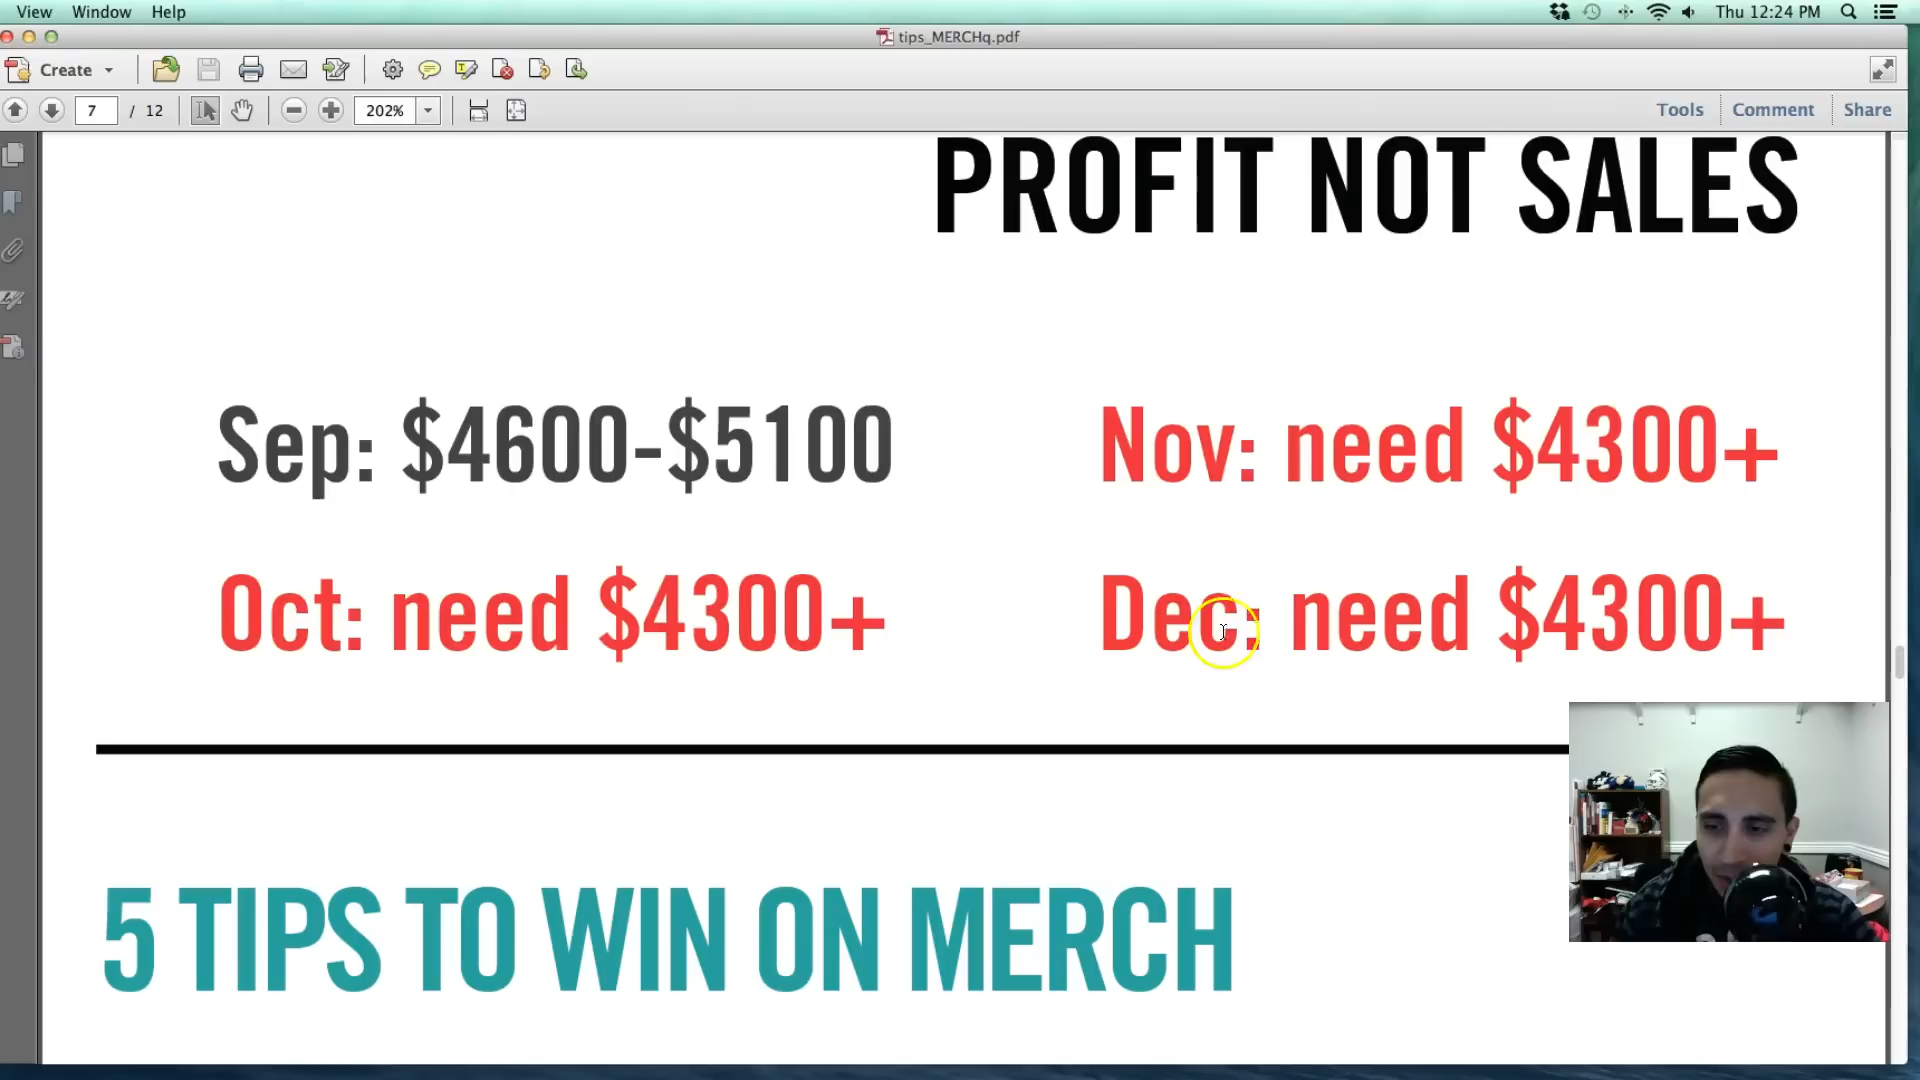 View Window Help
Thu 12:24 PM
tips_MERCHq.pdf
Create
7 / 12
202%
Tools Comment Share
PROFIT NOT SALES
Sep: $4600-$5100
Nov: need $4300+
Oct: need $4300+
Dec: need $4300+
5 TIPS TO WIN ON MERCH